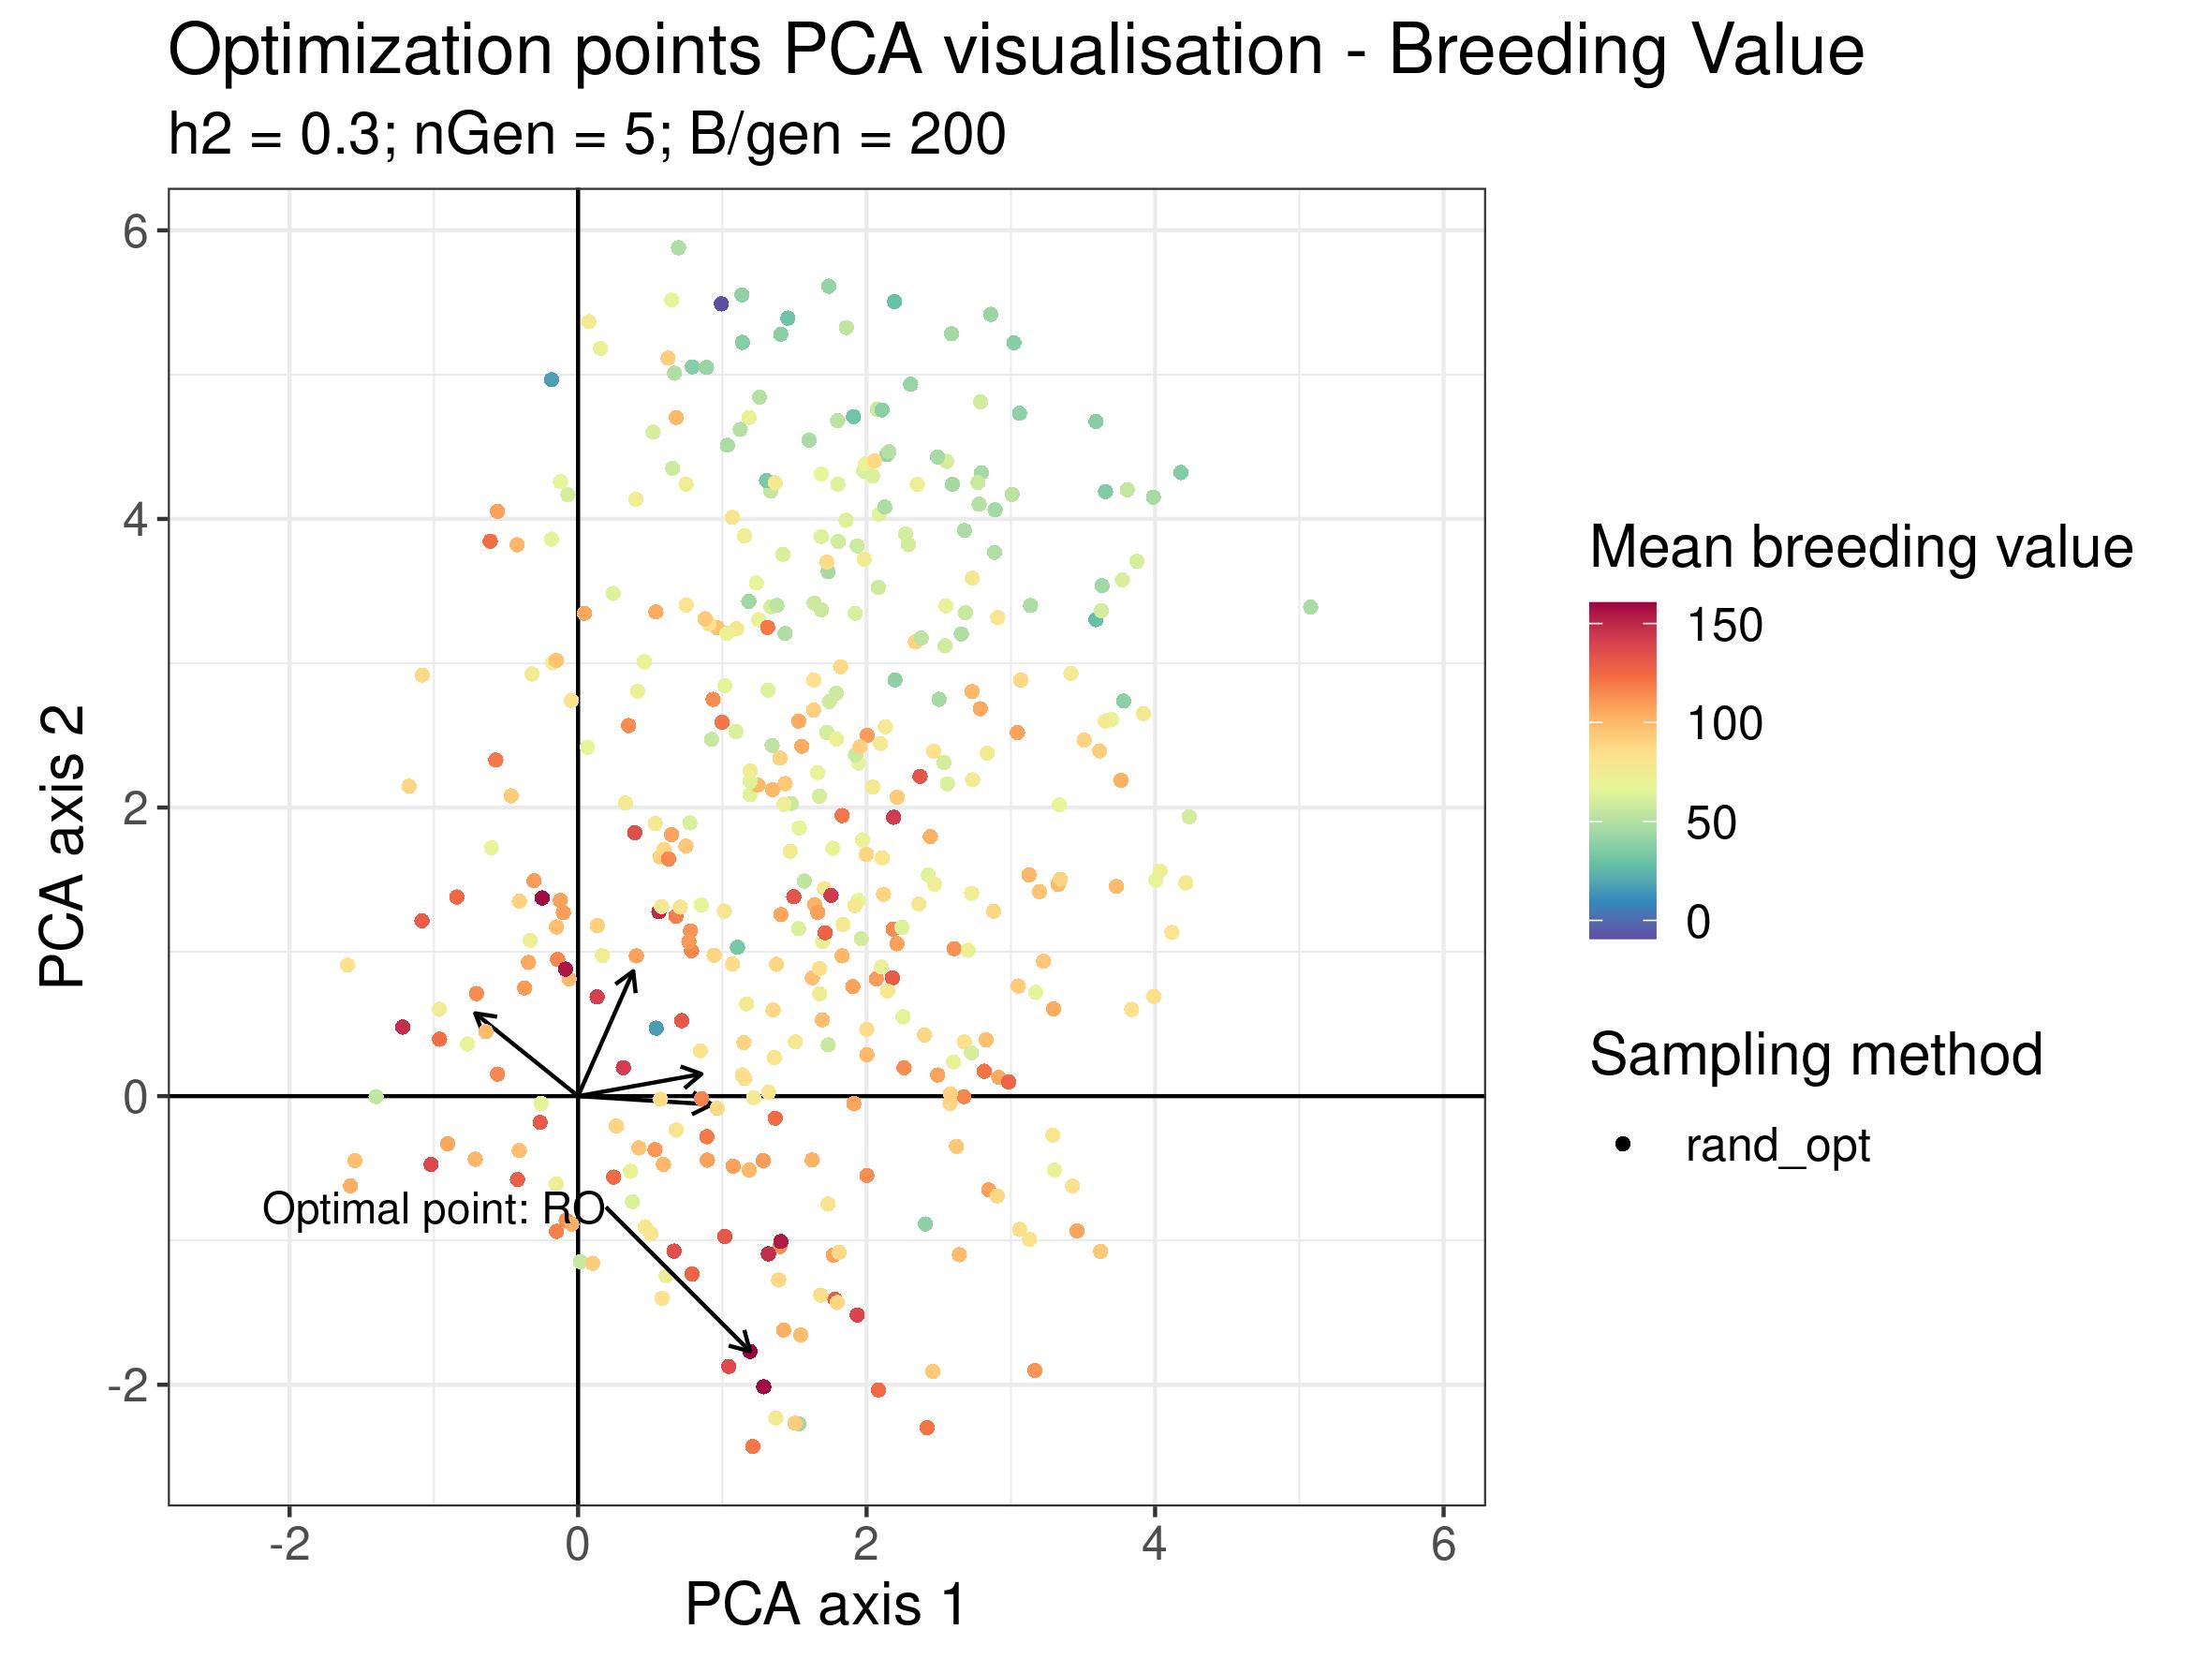 Optimization points PCA visualisation - Breeding Value
h2 = 0.3; nGen = 5; B/gen = 200
PCA axis 2
6
4
2
0
-2
Optimal point: RO
-2
0
2
4
6
PCA axis 1
Mean breeding value
150
100
50
0
Sampling method
rand_opt